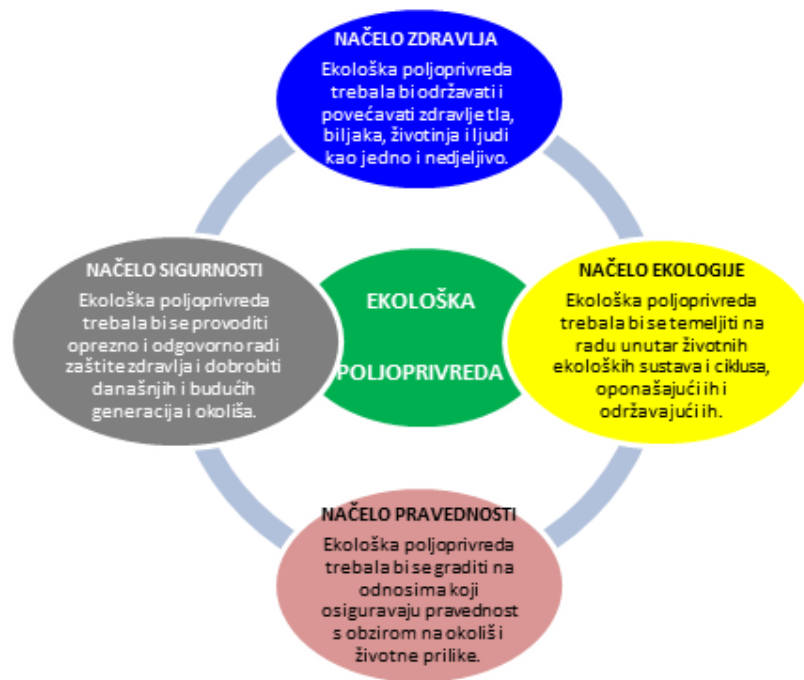 NAČELO ZDRAVLJA
Ekološka poljoprivreda
trebala bi održavati i
povećavati zdravlje tla,
biljaka, životinja i ljudi
kao jedno i nedjeljivo.
NAČELO SIGURNOSTI
Ekološka poljoprivreda
trebala bi se provoditi
oprezno i odgovorno radi
zaštite zdravlja i dobrobiti
današnjih i budućih
generacija i okoliša.
EKOLOŠKA
POLJOPRIVREDA
NAČELO EKOLOGIJE
Ekološka poljoprivreda
trebala bi se temeljiti na
radu unutar životnih
ekoloških sustava i ciklusa,
oponašajući ih i
održavajući ih.
NAČELO PRAVEDNOSTI
Ekološka poljoprivreda
trebala bi se graditi na
odnosima koji
osiguravaju pravednost
s obzirom na okoliš i
životne prilike.